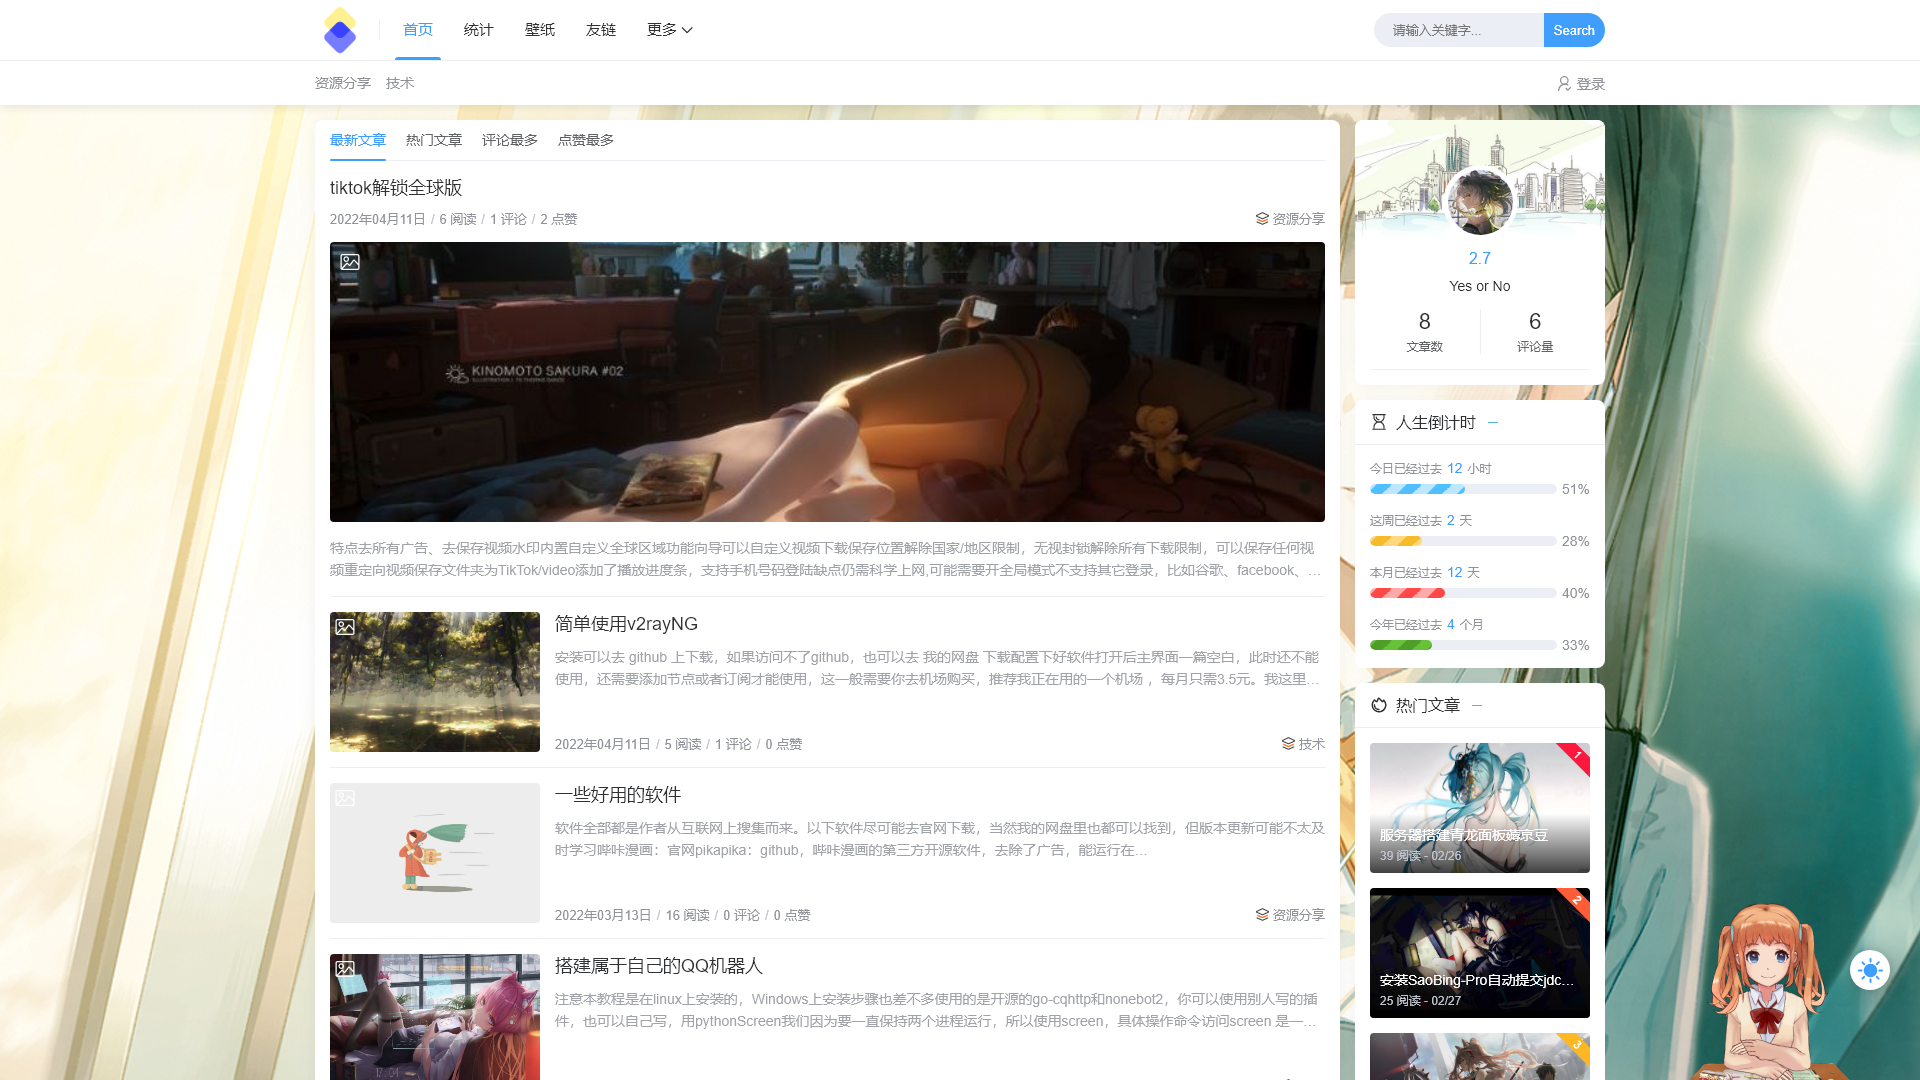 首页
统计
壁纸
友链
更多
请输入关键字...
Search
资源分享
技术
登录
最新文章
热门文章
评论最多
点赞最多
tiktok解锁全球版
2022年04月11日 / 6 阅读 / 1 评论 / 2 点赞
资源分享
KINOMOTO SAKURA #02
特点去所有广告、去保存视频水印内置自定义全球区域功能向导可以自定义视频下载保存位置解除国家/地区限制，无视封锁解除所有下载限制，可以保存任何视
频重定向视频保存文件夹为TikTok/video添加了播放进度条，支持手机号码登陆缺点仍需科学上网,可能需要开全局模式不支持其它登录，比如谷歌、facebook、...
简单使用v2rayNG
安装可以去 github 上下载，如果访问不了github，也可以去 我的网盘 下载配置下好软件打开后主界面一篇空白，此时还不能
使用，还需要添加节点或者订阅才能使用，这一般需要你去机场购买，推荐我正在用的一个机场 ，每月只需3.5元。我这里...
2022年04月11日 / 5 阅读 / 1 评论 / 0 点赞
技术
一些好用的软件
软件全部都是作者从互联网上搜集而来。以下软件尽可能去官网下载，当然我的网盘里也都可以找到，但版本更新可能不太及
时学习哔咔漫画：官网pikapika：github，哔咔漫画的第三方开源软件，去除了广告，能运行在...
2022年03月13日 / 16 阅读 / 0 评论 / 0 点赞
资源分享
搭建属于自己的QQ机器人
注意本教程是在linux上安装的，Windows上安装步骤也差不多使用的是开源的go-cqhttp和nonebot2，你可以使用别人写的插
件，也可以自己写，用pythonScreen我们因为要一直保持两个进程运行，所以使用screen，具体操作命令访问screen 是一...
2.7
Yes or No
8
文章数
6
评论量
人生倒计时
今日已经过去 12 小时
51%
这周已经过去 2 天
28%
本月已经过去 12 天
40%
今年已经过去 4 个月
33%
热门文章
1
服务器搭建青龙面板薅京豆
39 阅读 - 02/26
2
安装SaoBing-Pro自动提交jdc...
25 阅读 - 02/27
3